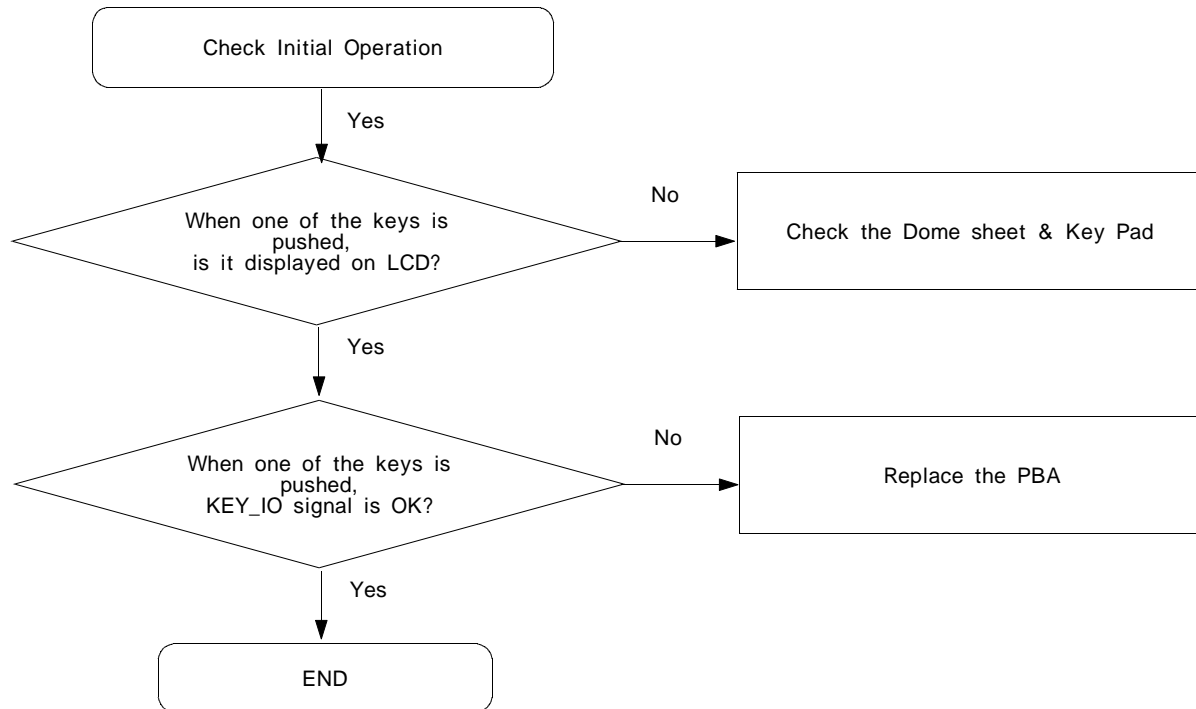 Check Initial Operation
Yes
When one of the keys is
pushed,
is it displayed on LCD?
No
Check the Dome sheet & Key Pad
Yes
When one of the keys is
pushed,
KEY_IO signal is OK?
No
Replace the PBA
Yes
END